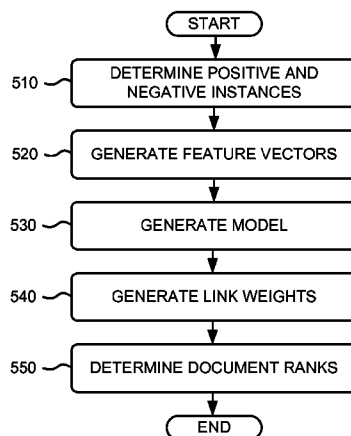 START
510
DETERMINE POSITIVE AND
NEGATIVE INSTANCES
520
GENERATE FEATURE VECTORS
530
GENERATE MODEL
540
GENERATE LINK WEIGHTS
550
DETERMINE DOCUMENT RANKS
END